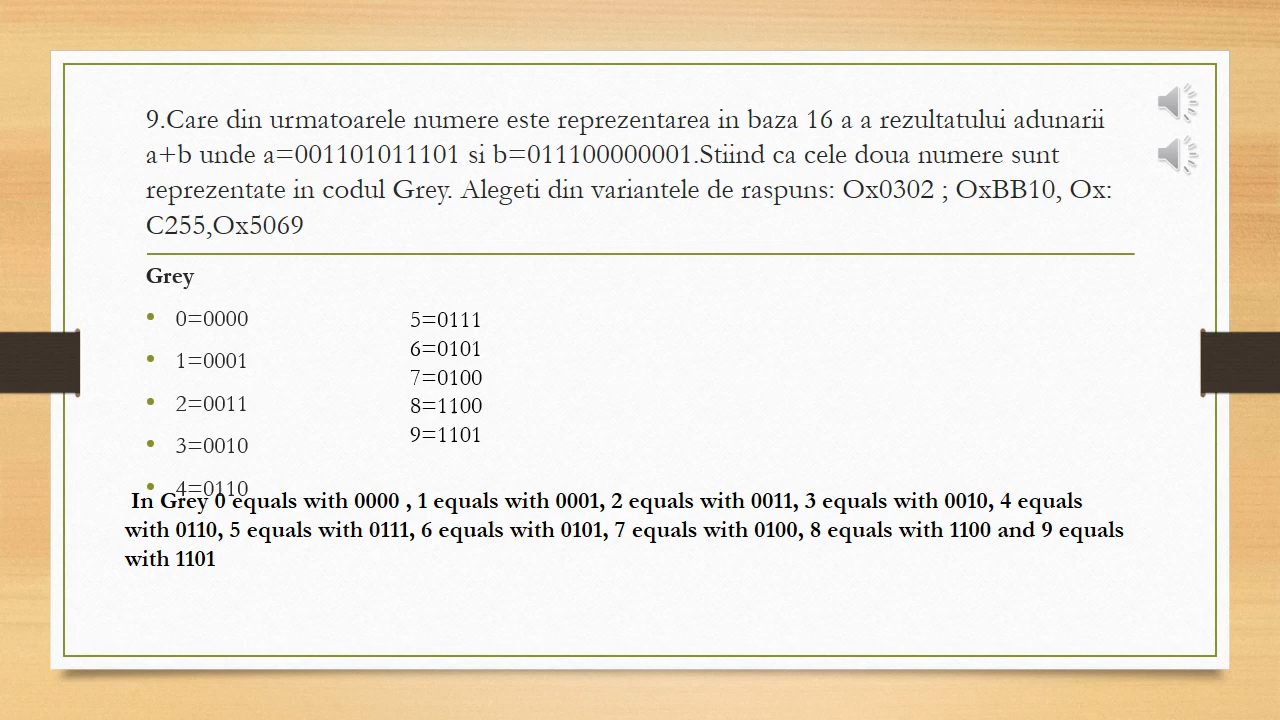 9.Care din urmatoarele numere este reprezentarea in baza 16 a a rezultatului adunarii
a+b unde a=001101011101 si b=011100000001.Stiind ca cele doua numere sunt
reprezentate in codul Grey. Alegeti din variantele de raspuns: Ox0302 ; OxBB10, Ox:
C255,Ox5069
Grey
• 0=0000
• 1=0001
• 2=0011
• 3=0010
• 4=0110
5=0111
6=0101
7=0100
8=1100
9=1101
In Grey 0 equals with 0000 , 1 equals with 0001, 2 equals with 0011, 3 equals with 0010, 4 equals
with 0110, 5 equals with 0111, 6 equals with 0101, 7 equals with 0100, 8 equals with 1100 and 9 equals
with 1101